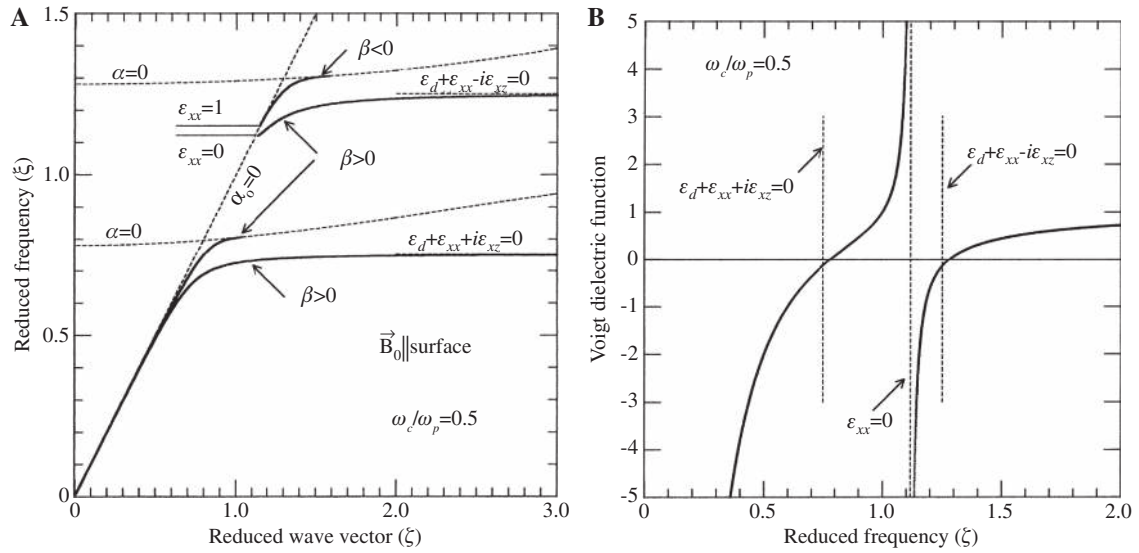 A
1.5
1.0
0.5
0
0
1.0
2.0
3.0
Reduced frequency (ξ)
Reduced wave vector (ζ)
α=0
β<0
ε_d+ε_xx-iε_xz=0
ε_xx=1
ε_xx=0
β>0
α_o=0
α=0
ε_d+ε_xx+iε_xz=0
β>0
B⃗_0||surface
ω_c/ω_p=0.5
B
5
4
3
2
1
0
-1
-2
-3
-4
-5
0.5
1.0
1.5
2.0
Voigt dielectric function
Reduced frequency (ζ)
ω_c/ω_p=0.5
ε_d+ε_xx+iε_xz=0
ε_d+ε_xx-iε_xz=0
ε_xx=0